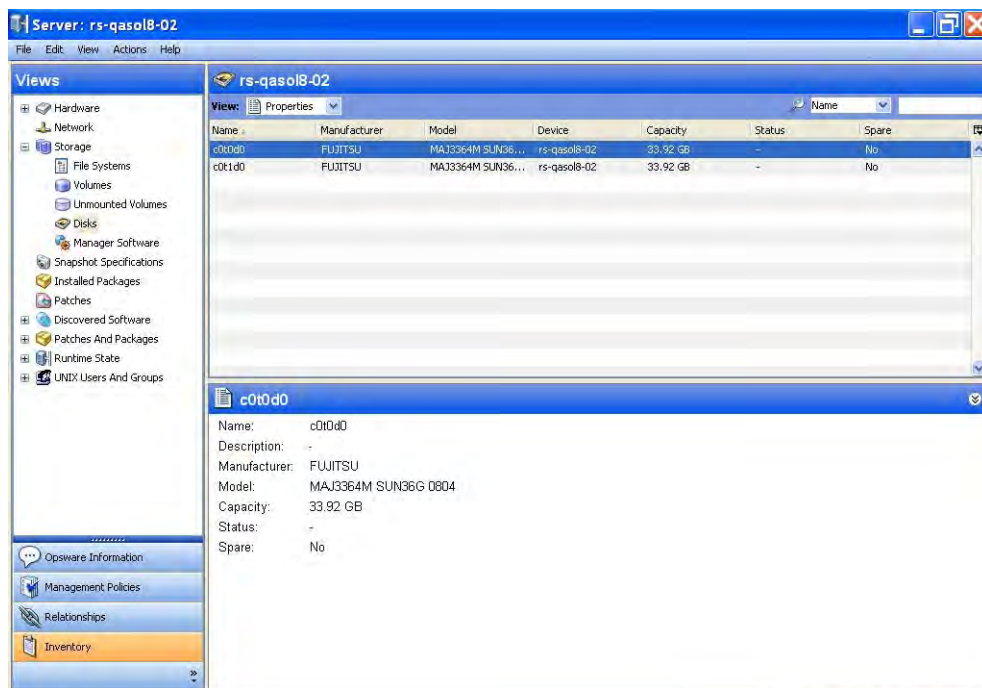 Server: rs-qasol8-02
File Edit View Actions Help
Views
Hardware
Network
Storage
File Systems
Volumes
Unmounted Volumes
Disks
Manager Software
Snapshot Specifications
Installed Packages
Patches
Discovered Software
Patches And Packages
Runtime State
UNIX Users And Groups
Opsware Information
Management Policies
Relationships
Inventory
rs-qasol8-02
View: Properties Name
Name Manufacturer Model Device Capacity Status Spare
c0t0d0 FUJITSU MAJ3364M SUN36... rs-qasol8-02 33.92 GB - No
c0t1d0 FUJITSU MAJ3364M SUN36... rs-qasol8-02 33.92 GB - No
c0t0d0
Name: c0t0d0
Description: -
Manufacturer: FUJITSU
Model: MAJ3364M SUN36G 0804
Capacity: 33.92 GB
Status: -
Spare: No